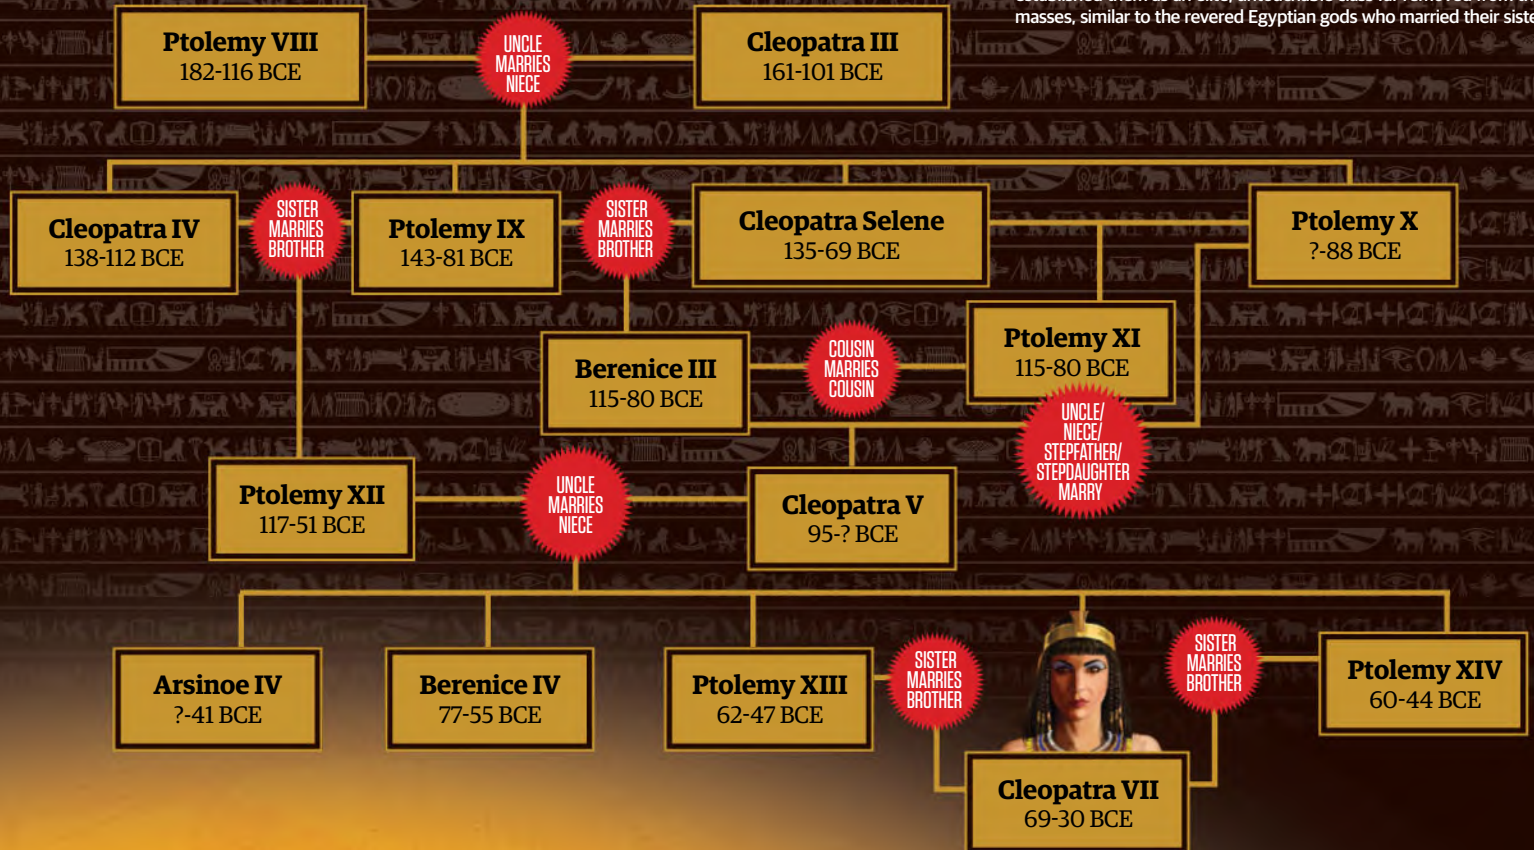 masses, similar to the revered Egyptian gods who married their siste
Ptolemy VIII
182-116 BCE
UNCLE
MARRIES
NIECE
Cleopatra III
161-101 BCE
Cleopatra IV
138-112 BCE
SISTER
MARRIES
BROTHER
Ptolemy IX
143-81 BCE
SISTER
MARRIES
BROTHER
Cleopatra Selene
135-69 BCE
Ptolemy X
?-88 BCE
Berenice III
115-80 BCE
COUSIN
MARRIES
COUSIN
Ptolemy XI
115-80 BCE
UNCLE/
NIECE/
STEPFATHER/
STEPDAUGHTER
MARRY
Ptolemy XII
117-51 BCE
UNCLE
MARRIES
NIECE
Cleopatra V
95-? BCE
Arsinoe IV
?-41 BCE
Berenice IV
77-55 BCE
Ptolemy XIII
62-47 BCE
SISTER
MARRIES
BROTHER
Cleopatra VII
69-30 BCE
SISTER
MARRIES
BROTHER
Ptolemy XIV
60-44 BCE